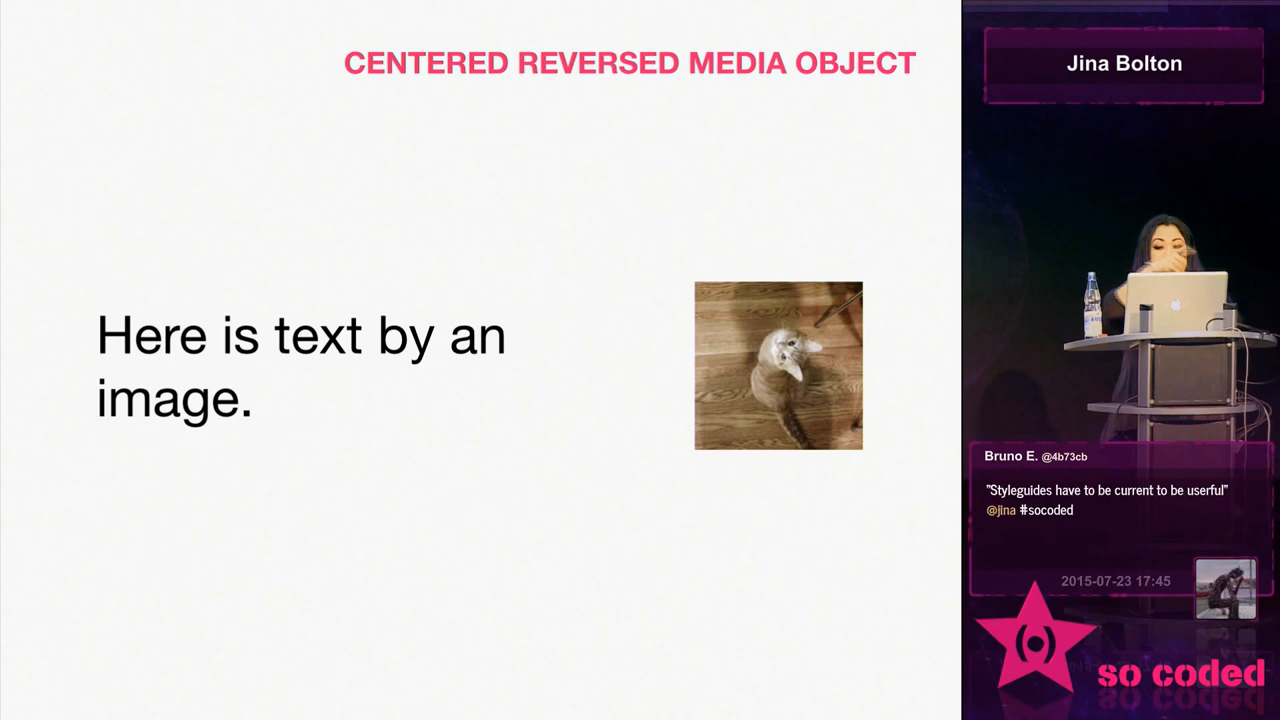 CENTERED REVERSED MEDIA OBJECT
Here is text by an
image.
Jina Bolton
Bruno E. @4b73cb
"Styleguides have to be current to be userful"
@jina #socoded
2015-07-23 17:45
so coded